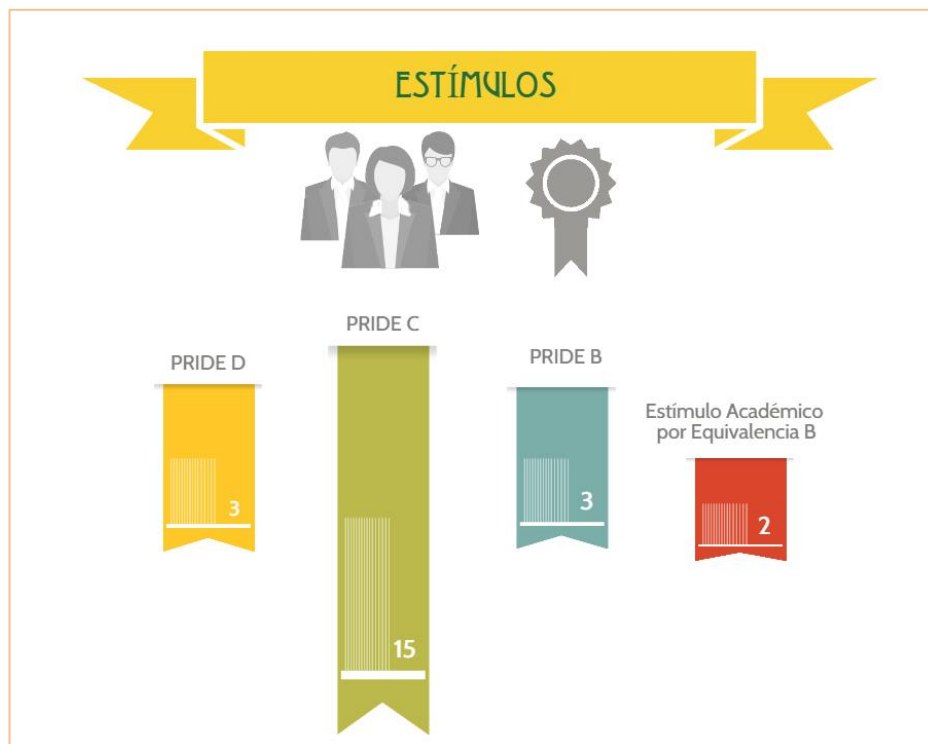 ESTÍMULOS
PRIDE D
3
PRIDE C
15
PRIDE B
3
Estímulo Académico
por Equivalencia B
2